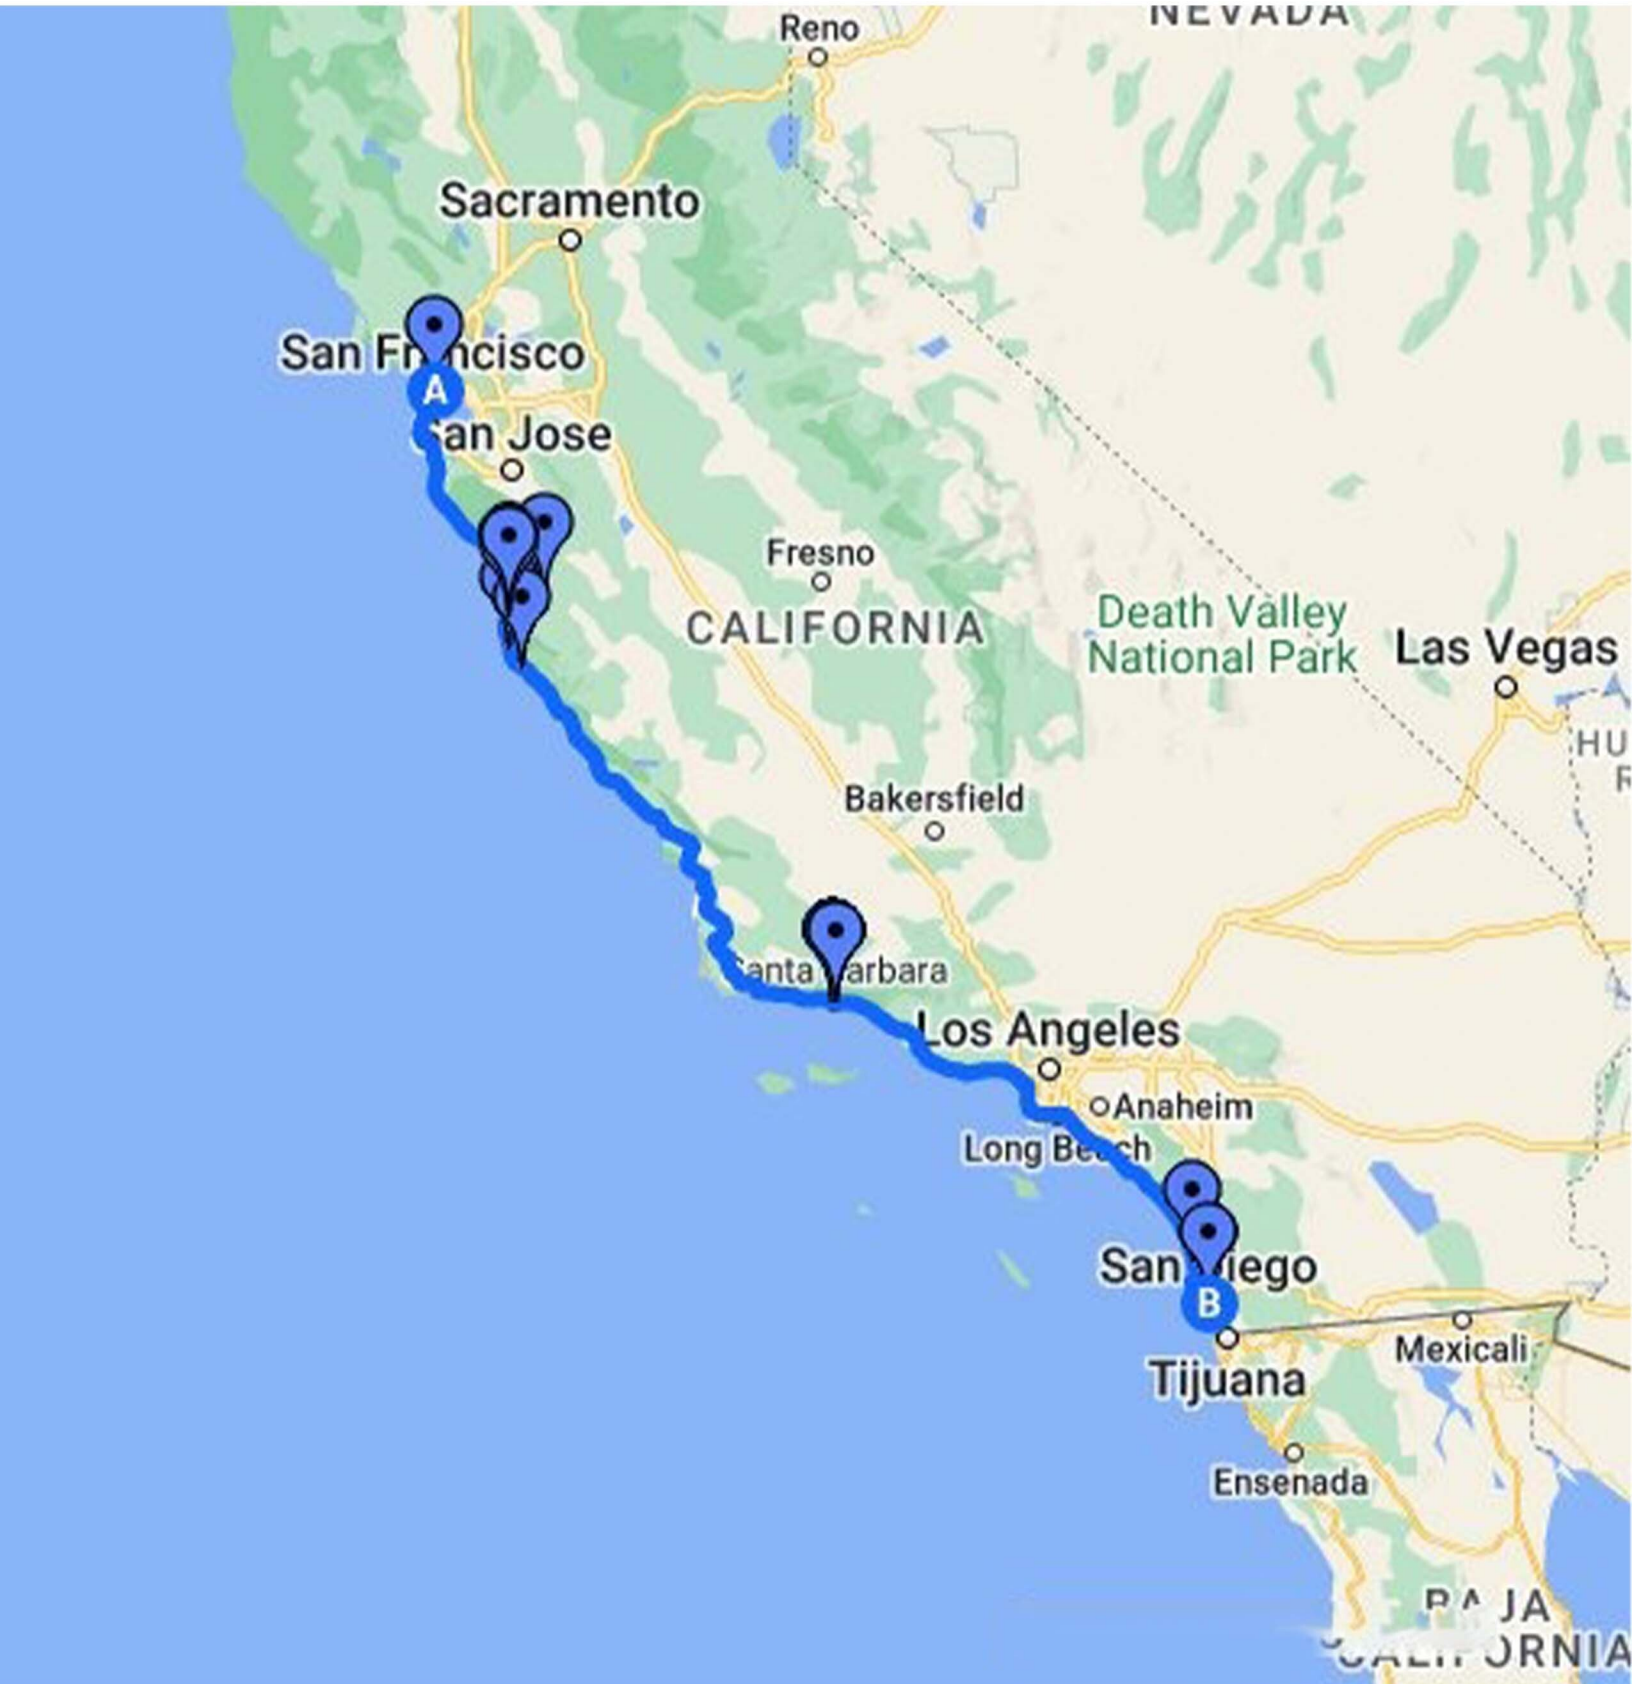 NEVADA
Reno
Sacramento
San Francisco
A
San Jose
Fresno
CALIFORNIA
Death Valley
National Park
Las Vegas
HU
R
Bakersfield
Santa Barbara
Los Angeles
Anaheim
Long Beach
San Diego
B
Mexicali
Tijuana
Ensenada
BAJA
CALIFORNIA